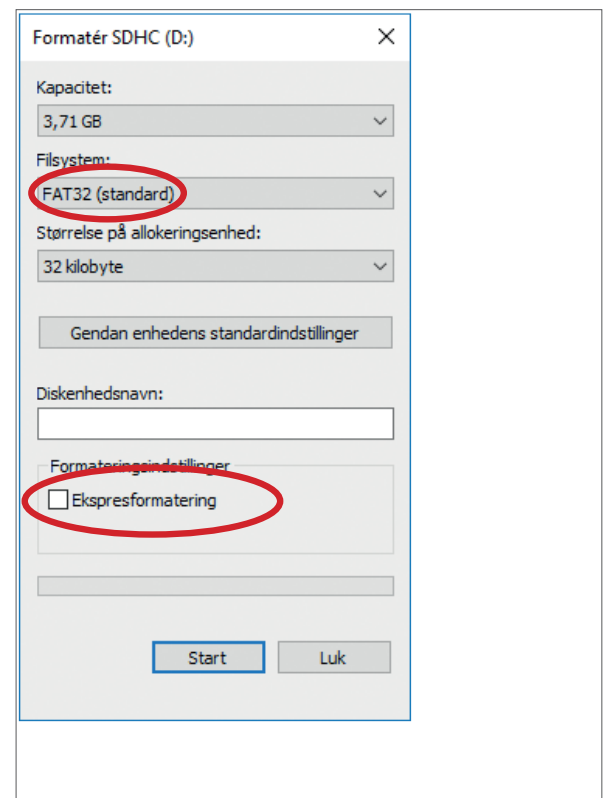 Formatér SDHC (D:)
Kapacitet:
3,71 GB
Filsystem:
FAT32 (standard)
Størrelse på allokeringsenhed:
32 kilobyte
Gendan enhedens standardindstillinger
Diskenhedsnavn:
Formateringsindstillinger
Ekspresformatering
Start Luk